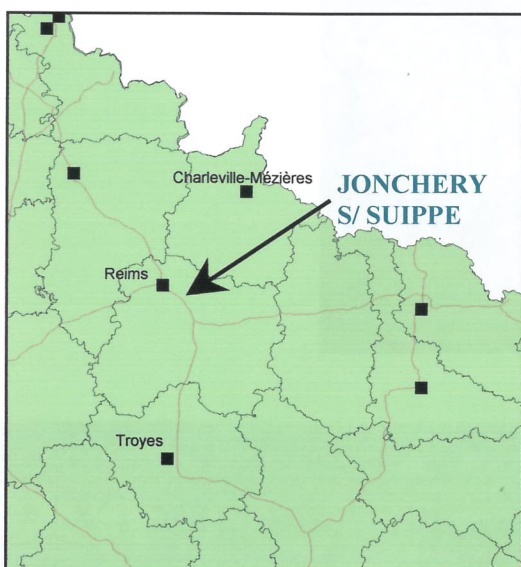 Charleville-Mézières
JONCHERY
S/ SUIPPE
Reims
Troyes